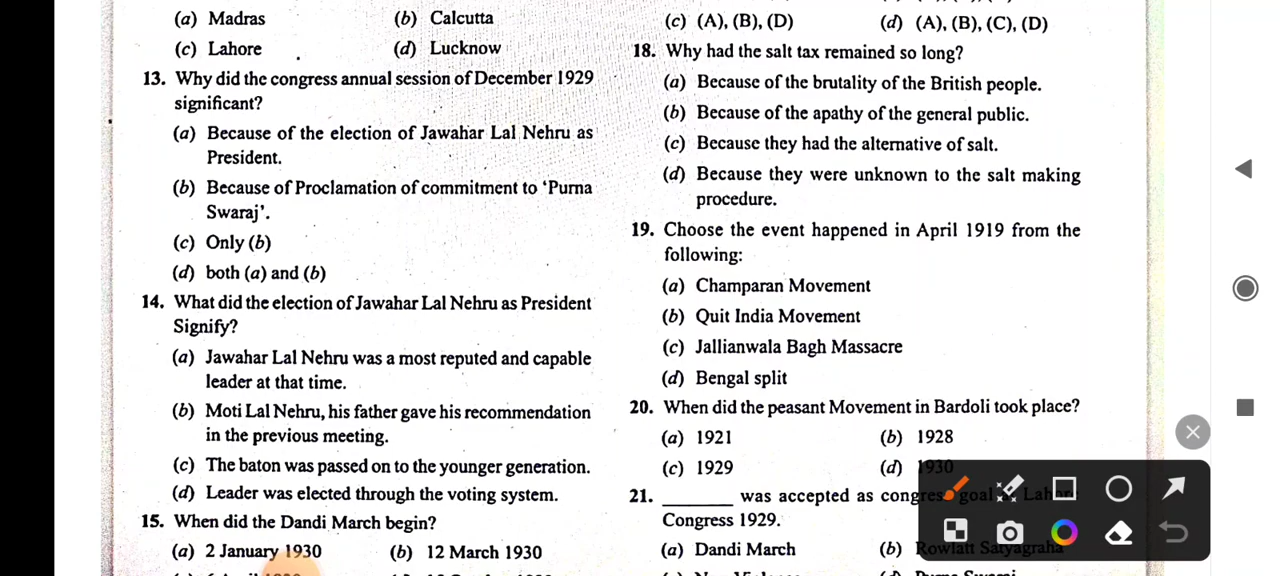 (a) Madras (b) Calcutta
(c) Lahore (d) Lucknow
13. Why did the congress annual session of December 1929
significant?
(a) Because of the election of Jawahar Lal Nehru as
President.
(b) Because of Proclamation of commitment to ‘Purna
Swaraj’.
(c) Only (b)
(d) both (a) and (b)
14. What did the election of Jawahar Lal Nehru as President
Signify?
(a) Jawahar Lal Nehru was a most reputed and capable
leader at that time.
(b) Moti Lal Nehru, his father gave his recommendation
in the previous meeting.
(c) The baton was passed on to the younger generation.
(d) Leader was elected through the voting system.
15. When did the Dandi March begin?
(a) 2 January 1930 (b) 12 March 1930
(c) (A), (B), (D) (d) (A), (B), (C), (D)
18. Why had the salt tax remained so long?
(a) Because of the brutality of the British people.
(b) Because of the apathy of the general public.
(c) Because they had the alternative of salt.
(d) Because they were unknown to the salt making
procedure.
19. Choose the event happened in April 1919 from the
following:
(a) Champaran Movement
(b) Quit India Movement
(c) Jallianwala Bagh Massacre
(d) Bengal split
20. When did the peasant Movement in Bardoli took place?
(a) 1921 (b) 1928
(c) 1929 (d) 1930
21. ________ was accepted as congress goal Lahore
Congress 1929.
(a) Dandi March (b) Rowlatt Satyagraha